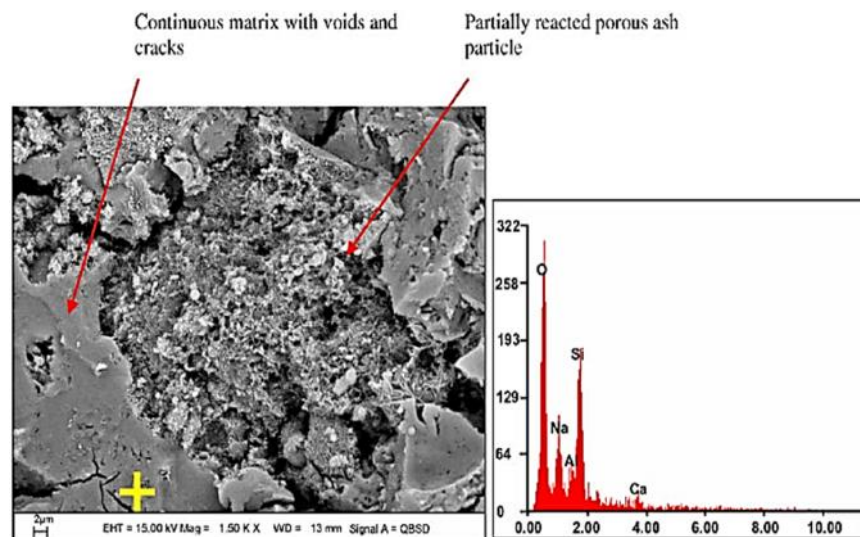 Continuous matrix with voids and
cracks
Partially reacted porous ash
particle
2µm
EHT = 15.00 kV Mag = 1.50 K X WD = 13 mm Signal A = QBSD
322
258
193
129
64
0
O
Na
A
Si
Ca
0.00 2.00 4.00 6.00 8.00 10.00